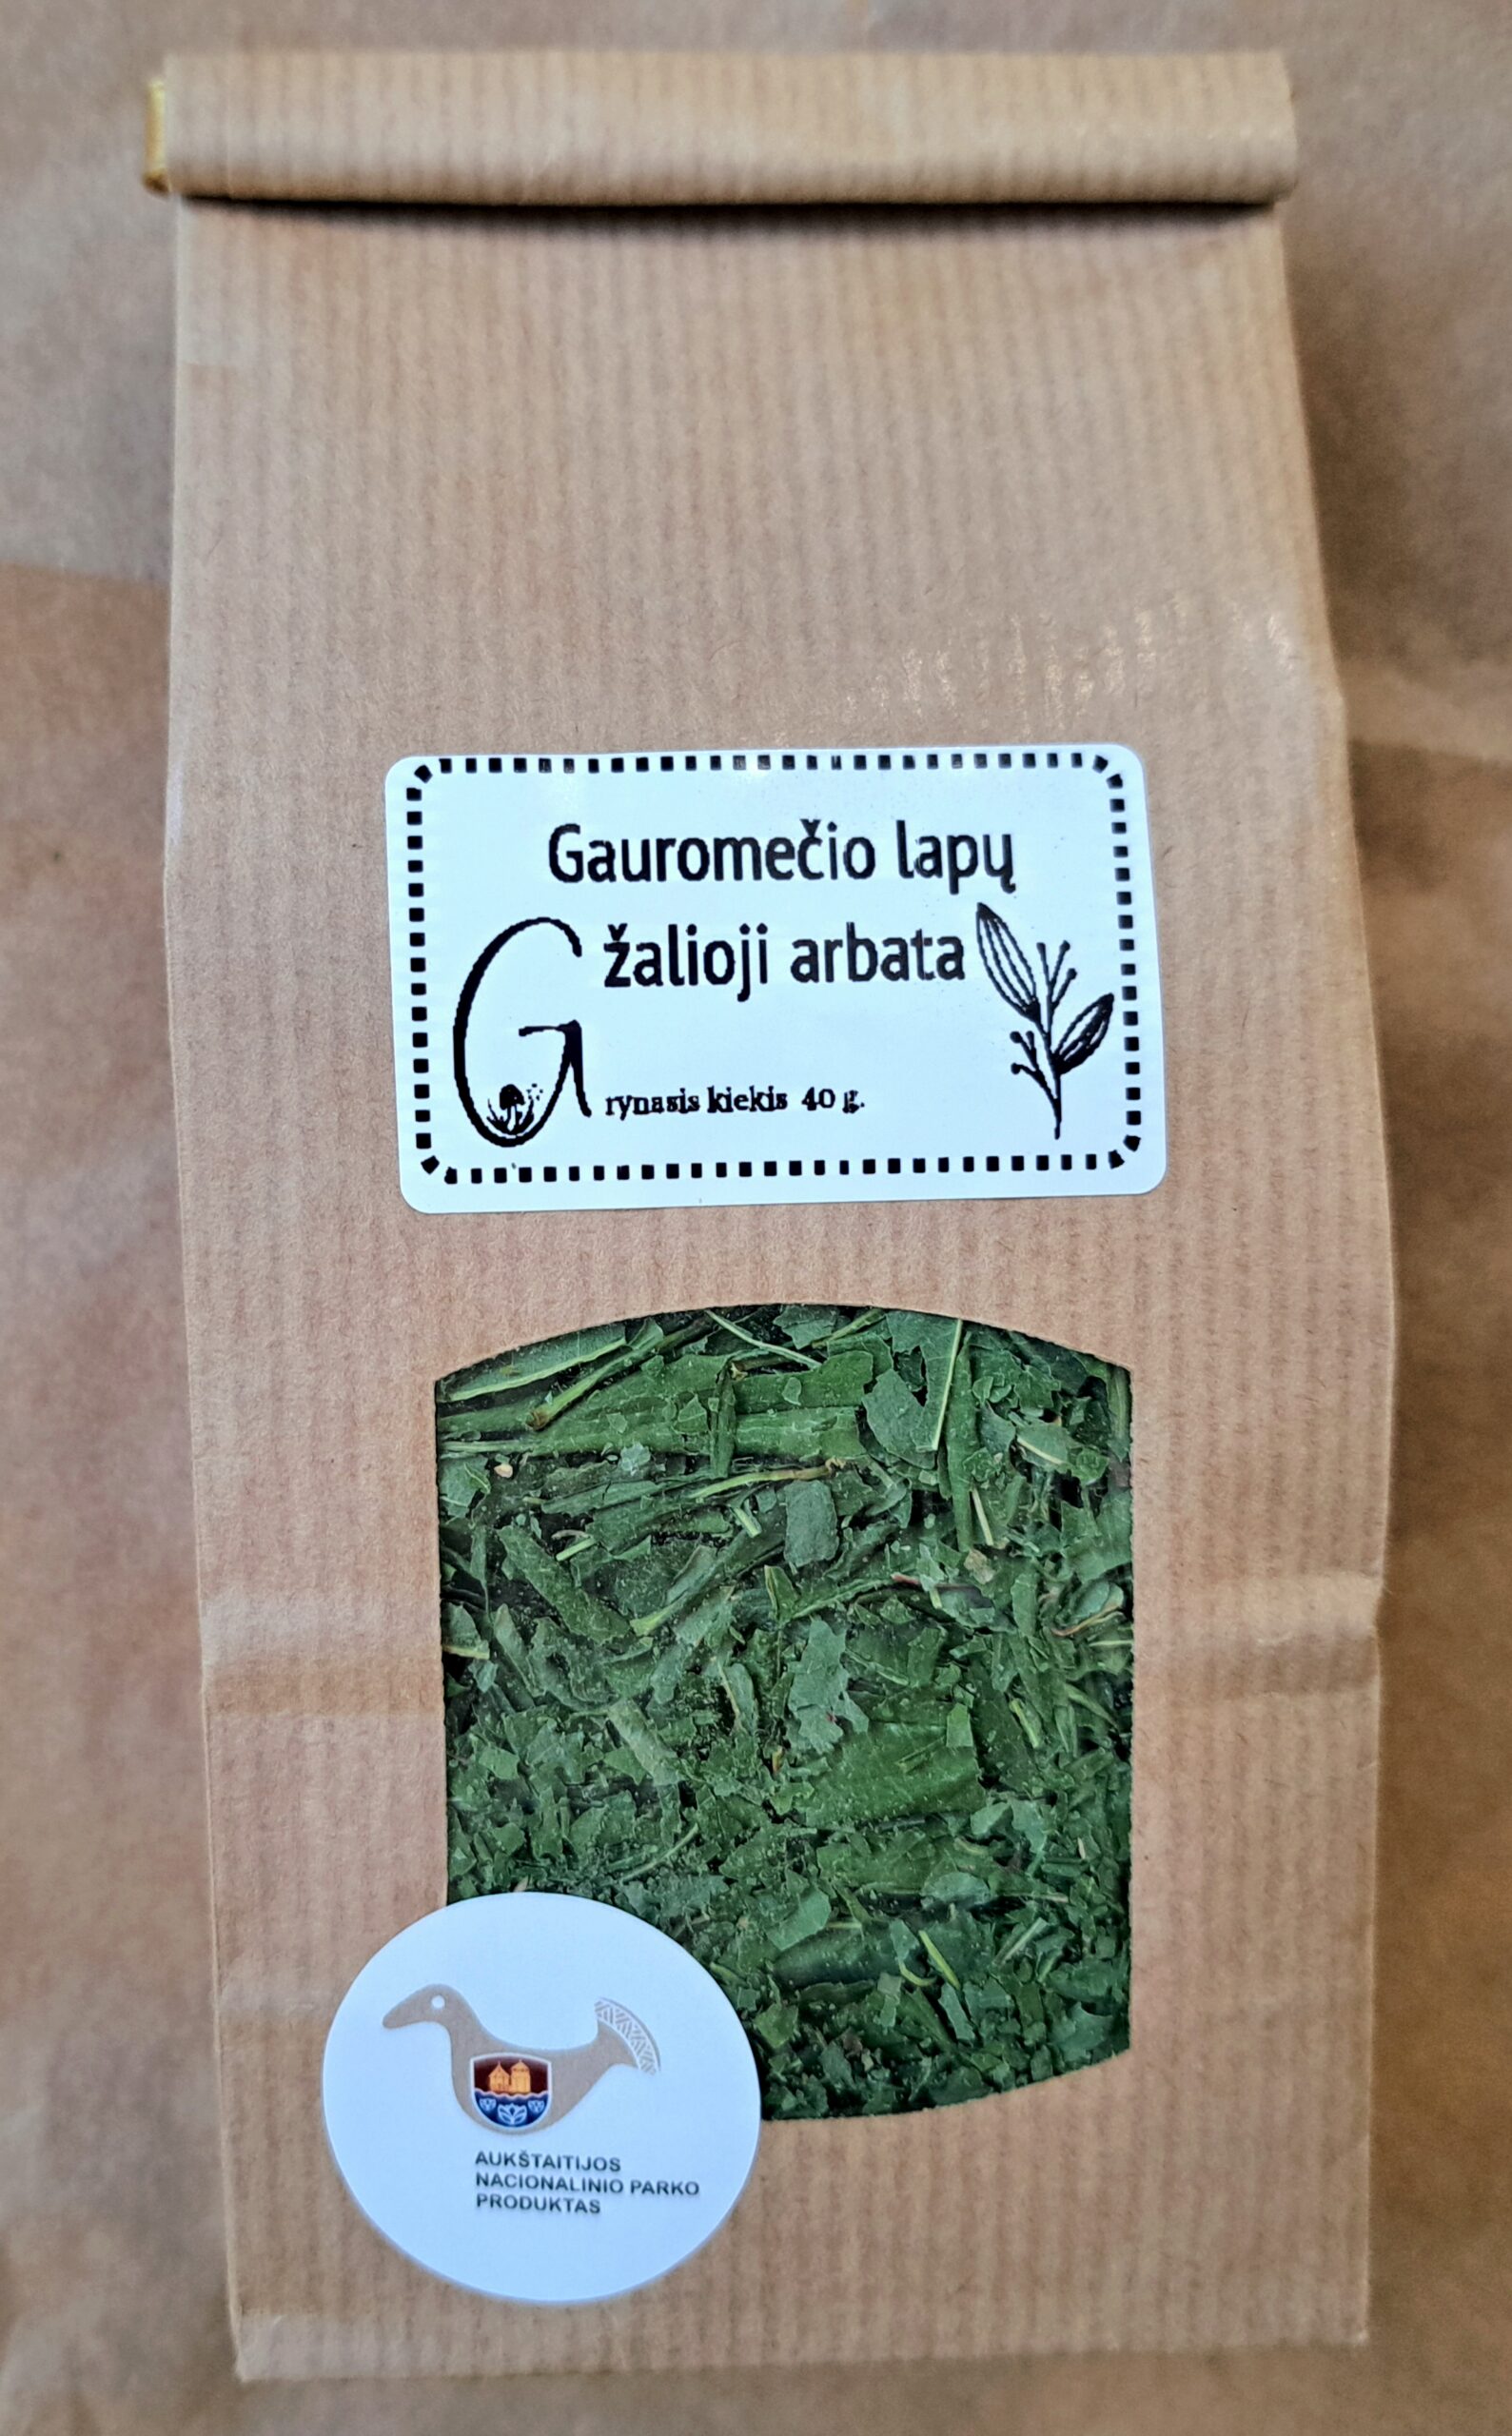 Gauromečio lapų
žalioji arbata
Grynasis kiekis 40 g.
AUKŠTAITIJOS
NACIONALINIO PARKO
PRODUKTAS